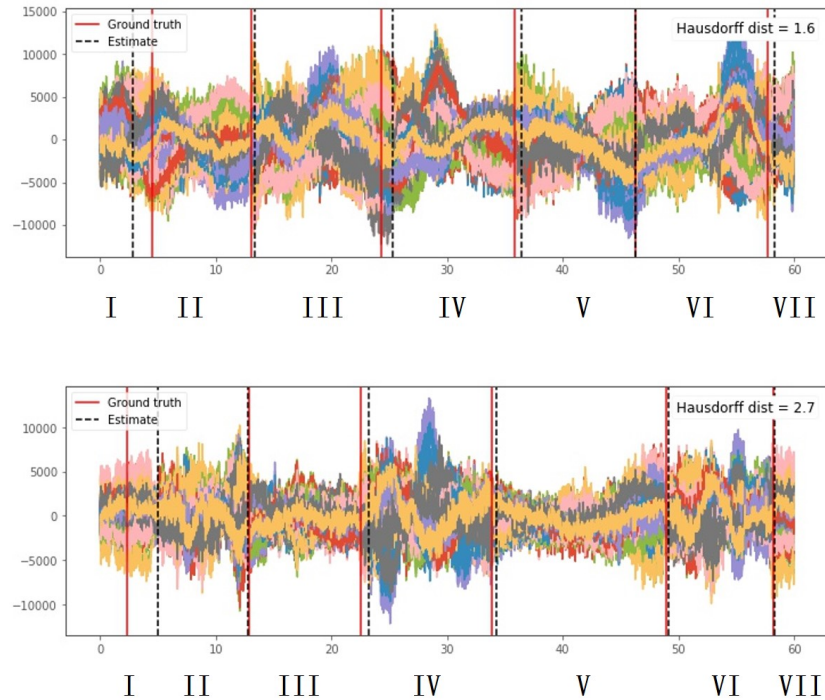 15000
10000
5000
0
−5000
−10000
Ground truth
Estimate
Hausdorff dist = 1.6
0 10 20 30 40 50 60
I II III IV V VI VII
10000
5000
0
−5000
−10000
Ground truth
Estimate
Hausdorff dist = 2.7
0 10 20 30 40 50 60
I II III IV V VI VII